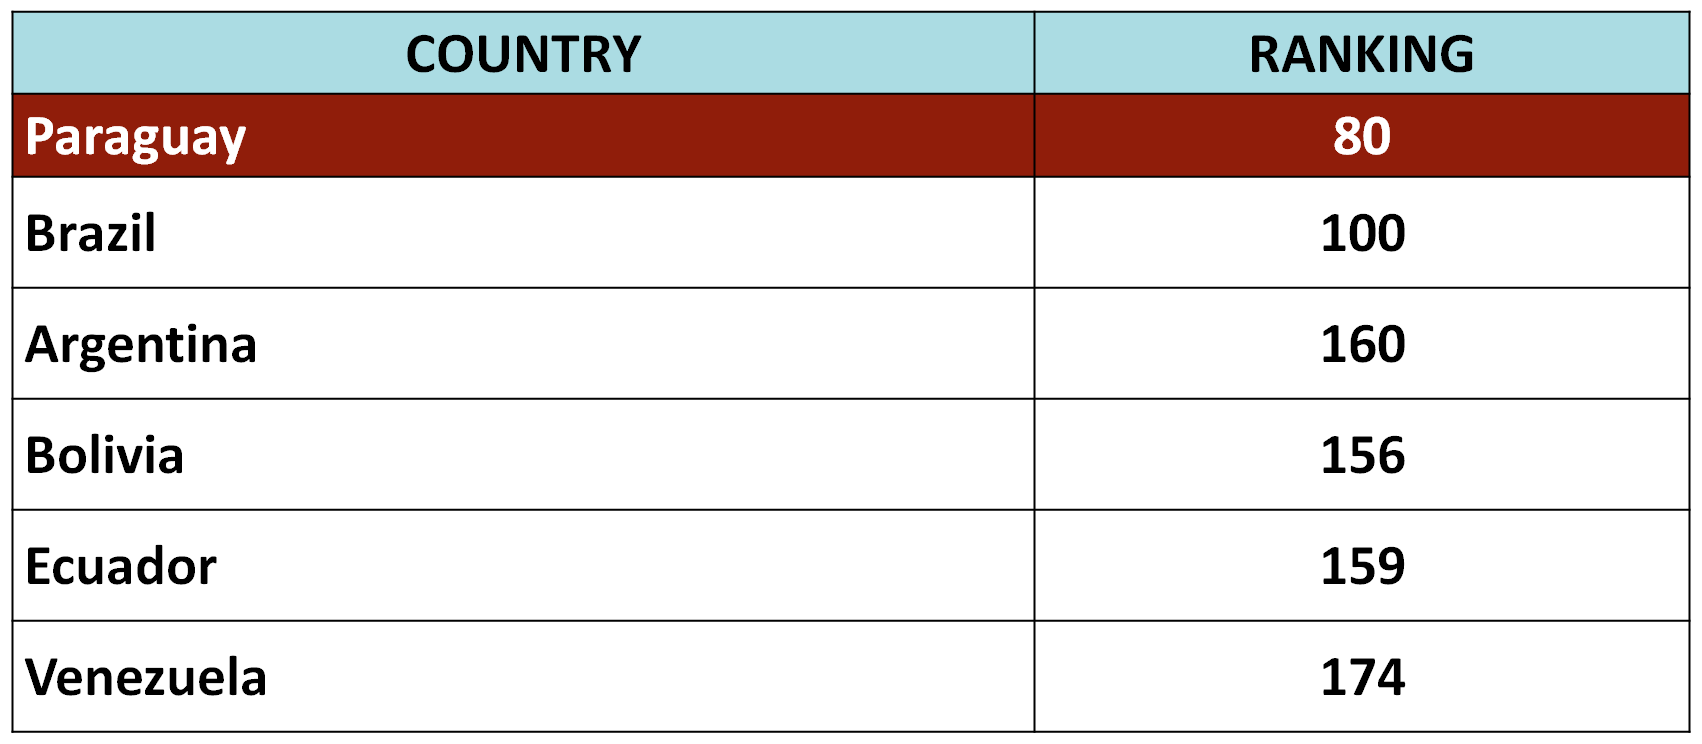 COUNTRY RANKING
Paraguay 80
Brazil 100
Argentina 160
Bolivia 156
Ecuador 159
Venezuela 174